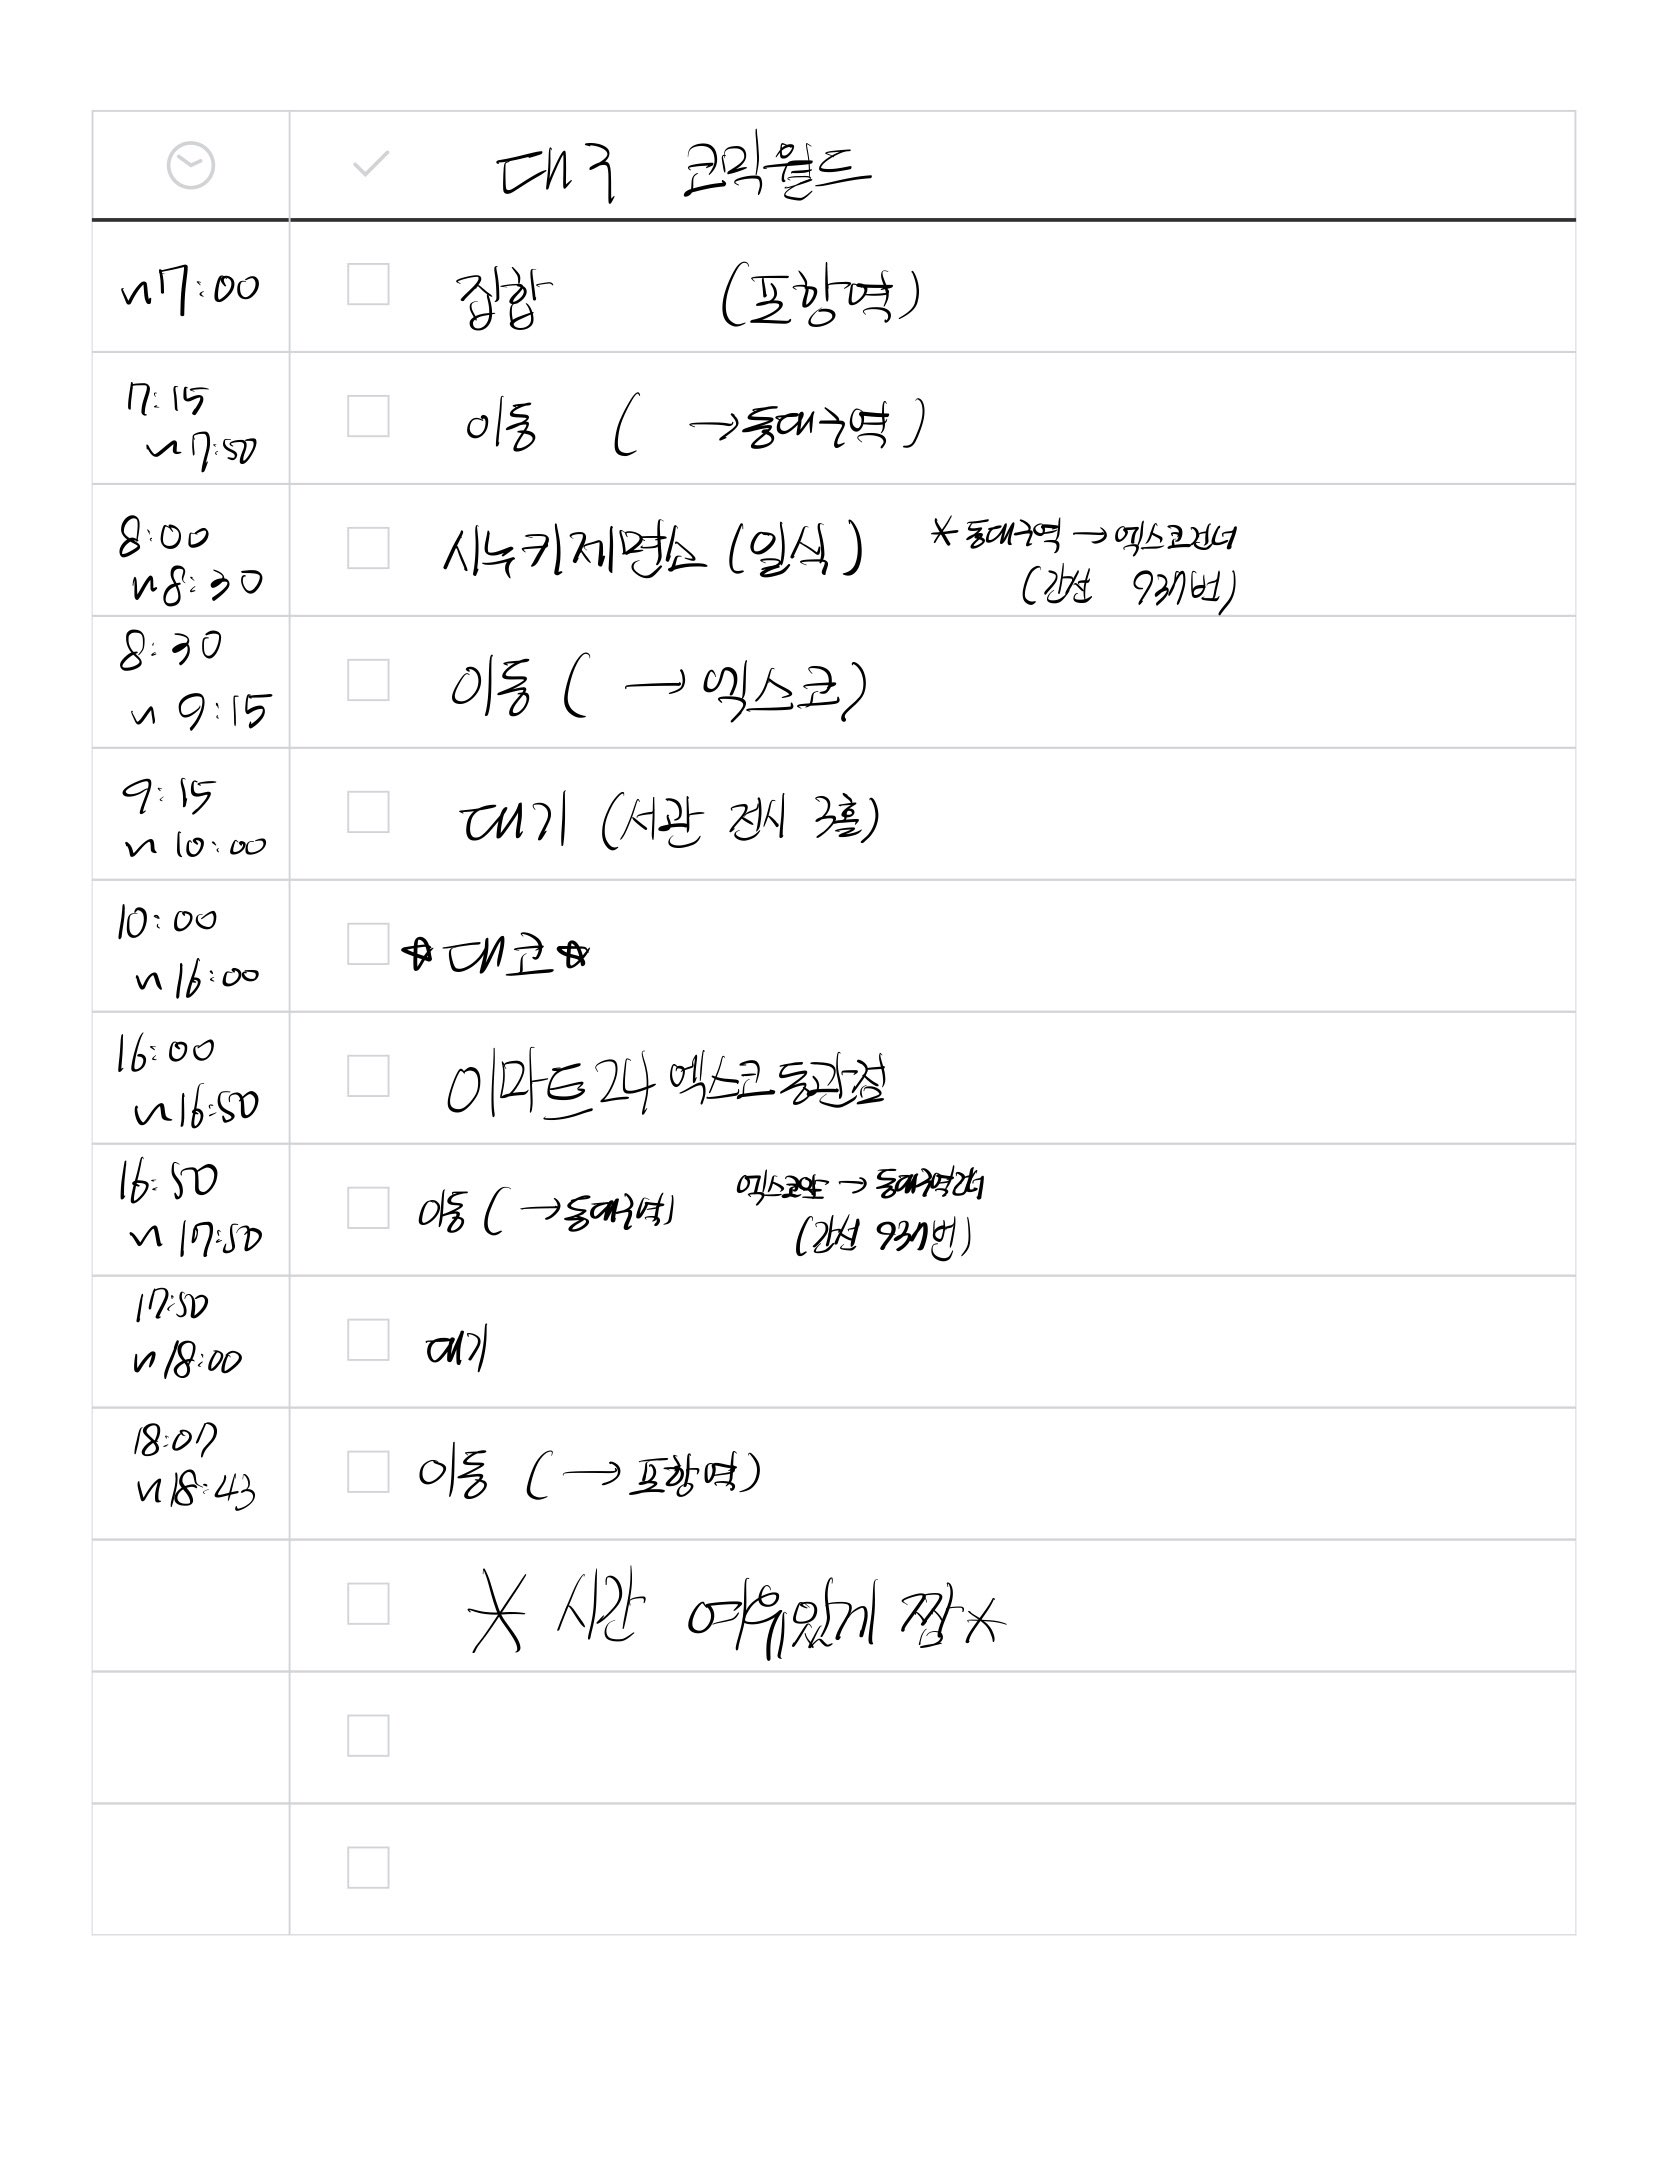 대구 코믹월드
~7:00 집합 (포항역)
7:15
~7:50
이동 ( →동대구역)
8:00
~8:30
시누키제면소 (일식)
*동대구역 → 엑스코건너
(간선 937번)
8:30
~ 9:15
이동 ( → 엑스코)
9:15
~ 10:00
대기 (서관 전시 3홀)
10:00
~16:00
☆대코☆
16:00
~16:50
이마트24 엑스코동관점
16:50
~ 17:50
이동 ( →동대구역)
엑스코앞 → 동대구역건너
(간선 937번)
17:50
~18:00
대기
18:07
~18:43
이동 ( → 포항역)
* 시간 여유있게 짬*